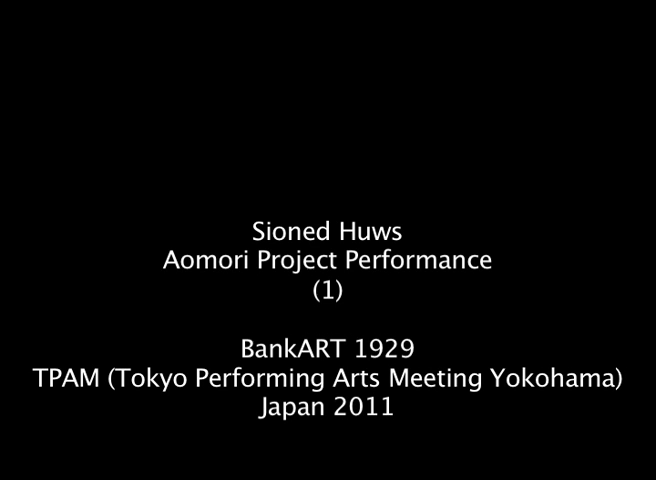 Sioned Huws
Aomori Project Performance
(1)
BankART 1929
TPAM (Tokyo Performing Arts Meeting Yokohama)
Japan 2011